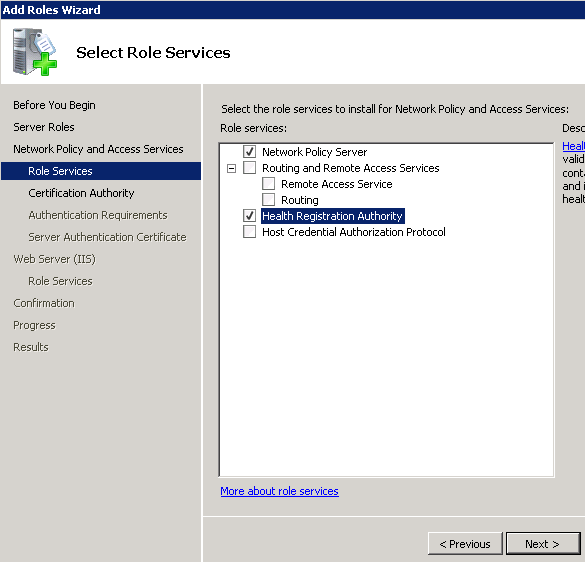 Add Roles Wizard
Select Role Services
Before You Begin
Server Roles
Network Policy and Access Services
Role Services
Certification Authority
Authentication Requirements
Server Authentication Certificate
Web Server (IIS)
Role Services
Confirmation
Progress
Results
Select the role services to install for Network Policy and Access Services:
Role services:
Network Policy Server
Routing and Remote Access Services
Remote Access Service
Routing
Health Registration Authority
Host Credential Authorization Protocol
More about role services
Desc
Healt
valid
conta
and i
healt
< Previous
Next >